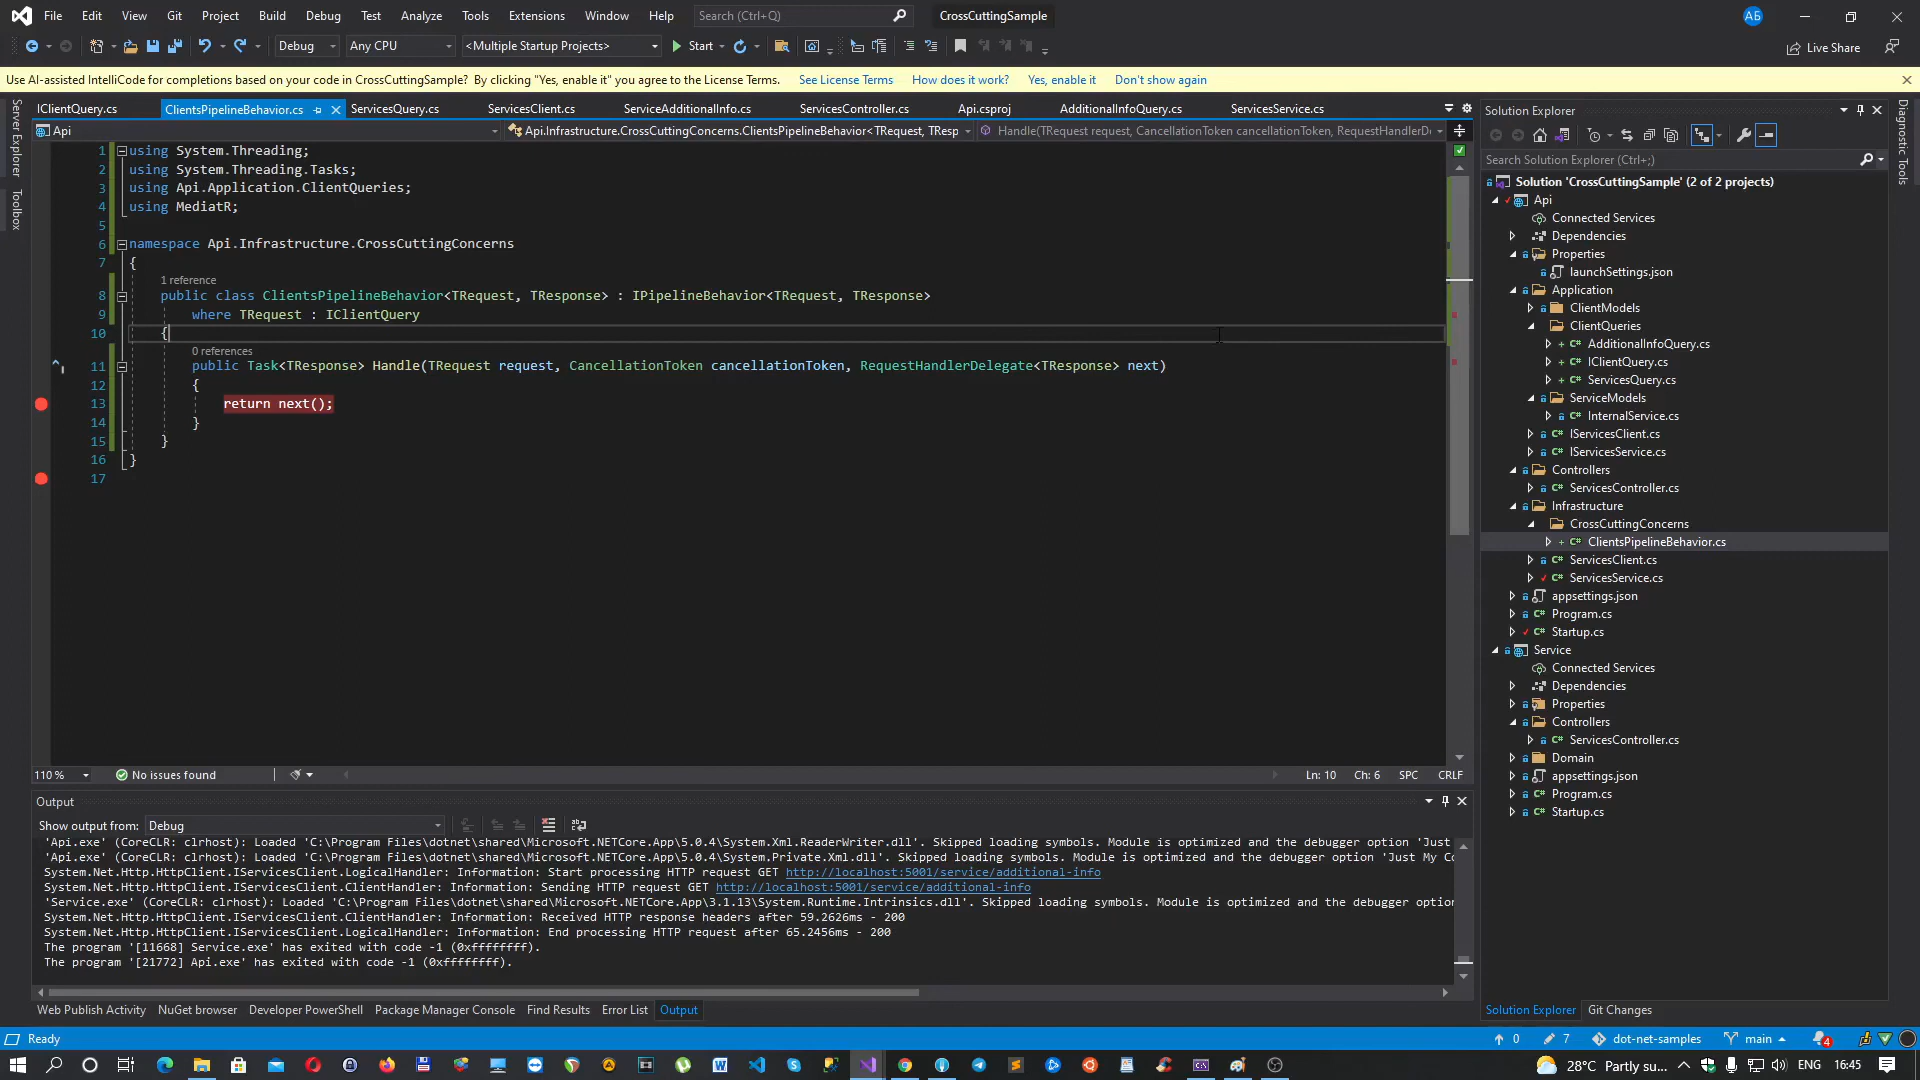 File Edit View Git Project Build Debug Test Analyze Tools Extensions Window Help Search (Ctrl+Q) CrossCuttingSample АБ
Debug Any CPU <Multiple Startup Projects> Start Live Share
Use AI-assisted IntelliCode for completions based on your code in CrossCuttingSample? By clicking "Yes, enable it" you agree to the License Terms. See License Terms How does it work? Yes, enable it Don't show again
Server Explorer
Toolbox
IClientQuery.cs ClientsPipelineBehavior.cs ServicesQuery.cs ServicesClient.cs ServiceAdditionalInfo.cs ServicesController.cs Api.csproj AdditionalInfoQuery.cs ServicesService.cs
Api Api.Infrastructure.CrossCuttingConcerns.ClientsPipelineBehavior<TRequest, TResp Handle(TRequest request, CancellationToken cancellationToken, RequestHandlerD
1 using System.Threading;
2 using System.Threading.Tasks;
3 using Api.Application.ClientQueries;
4 using MediatR;
5
6 namespace Api.Infrastructure.CrossCuttingConcerns
7 {
1 reference
8 public class ClientsPipelineBehavior<TRequest, TResponse> : IPipelineBehavior<TRequest, TResponse>
9 where TRequest : IClientQuery
10 {
0 references
11 public Task<TResponse> Handle(TRequest request, CancellationToken cancellationToken, RequestHandlerDelegate<TResponse> next)
12 {
13 return next();
14 }
15 }
16 }
17
110 % No issues found Ln: 10 Ch: 6 SPC CRLF
Output
Show output from: Debug
'Api.exe' (CoreCLR: clrhost): Loaded 'C:\Program Files\dotnet\shared\Microsoft.NETCore.App\5.0.4\System.Xml.ReaderWriter.dll'. Skipped loading symbols. Module is optimized and the debugger option 'Just
'Api.exe' (CoreCLR: clrhost): Loaded 'C:\Program Files\dotnet\shared\Microsoft.NETCore.App\5.0.4\System.Private.Xml.dll'. Skipped loading symbols. Module is optimized and the debugger option 'Just My Co
System.Net.Http.HttpClient.IServicesClient.LogicalHandler: Information: Start processing HTTP request GET http://localhost:5001/service/additional-info
System.Net.Http.HttpClient.IServicesClient.ClientHandler: Information: Sending HTTP request GET http://localhost:5001/service/additional-info
'Service.exe' (CoreCLR: clrhost): Loaded 'C:\Program Files\dotnet\shared\Microsoft.NETCore.App\3.1.13\System.Runtime.Intrinsics.dll'. Skipped loading symbols. Module is optimized and the debugger option
System.Net.Http.HttpClient.IServicesClient.ClientHandler: Information: Received HTTP response headers after 59.2626ms - 200
System.Net.Http.HttpClient.IServicesClient.LogicalHandler: Information: End processing HTTP request after 65.2456ms - 200
The program '[11668] Service.exe' has exited with code -1 (0xffffffff).
The program '[21772] Api.exe' has exited with code -1 (0xffffffff).
Web Publish Activity NuGet browser Developer PowerShell Package Manager Console Find Results Error List Output
Solution Explorer
Search Solution Explorer (Ctrl+;)
Solution 'CrossCuttingSample' (2 of 2 projects)
Api
Connected Services
Dependencies
Properties
launchSettings.json
Application
ClientModels
ClientQueries
AdditionalInfoQuery.cs
IClientQuery.cs
ServicesQuery.cs
ServiceModels
InternalService.cs
IServicesClient.cs
IServicesService.cs
Controllers
ServicesController.cs
Infrastructure
CrossCuttingConcerns
ClientsPipelineBehavior.cs
ServicesClient.cs
ServicesService.cs
appsettings.json
Program.cs
Startup.cs
Service
Connected Services
Dependencies
Properties
Controllers
ServicesController.cs
Domain
appsettings.json
Program.cs
Startup.cs
Solution Explorer Git Changes
Diagnostic Tools
Ready 0 7 dot-net-samples main 4
28°C Partly su... ENG 16:45